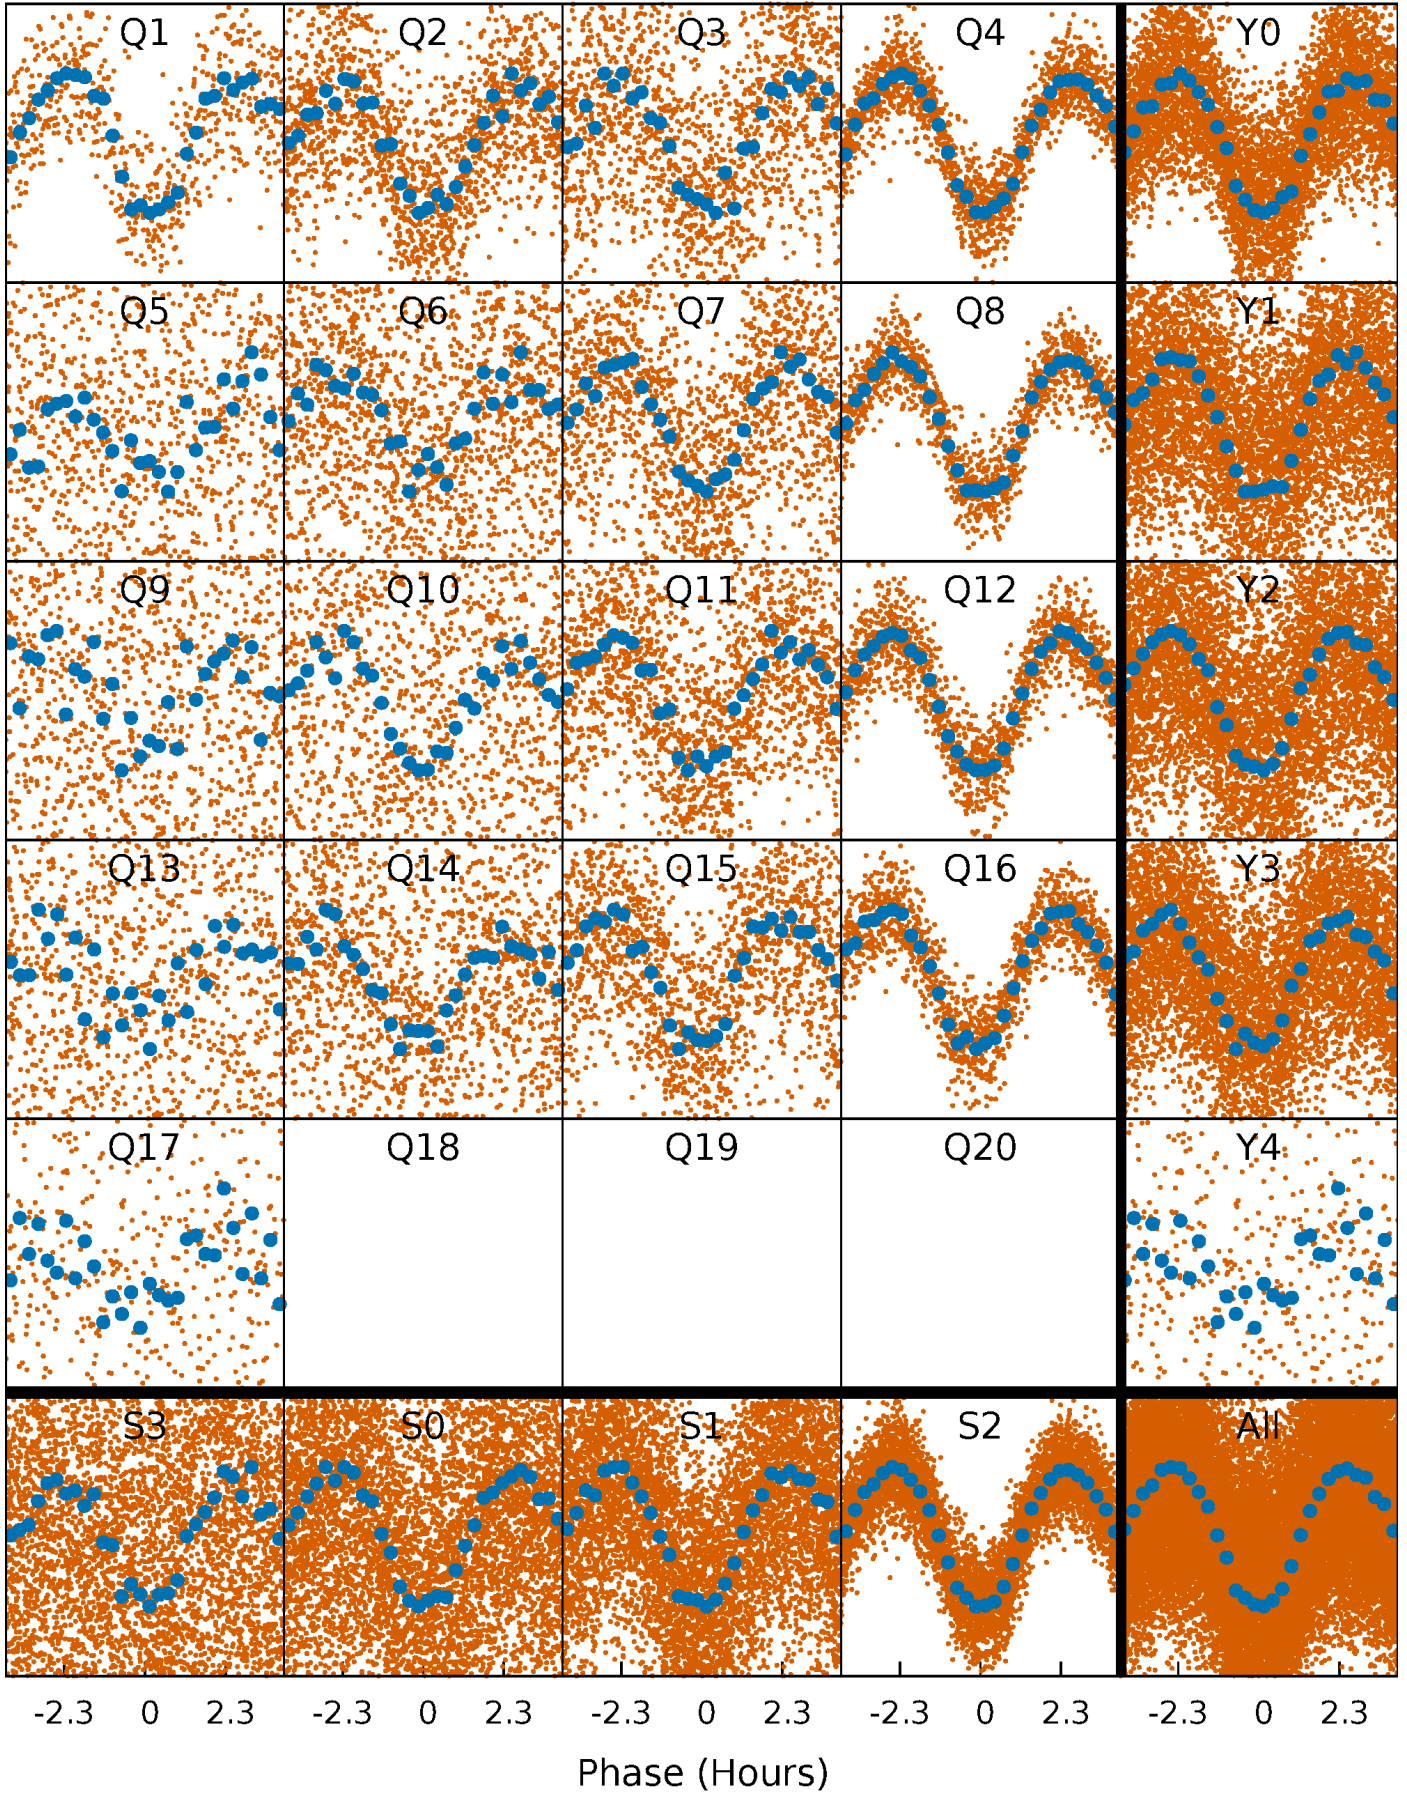 Q1 Q2 Q3 Q4 Y0
Q5 Q6 Q7 Q8 Y1
Q9 Q10 Q11 Q12 Y2
Q13 Q14 Q15 Q16 Y3
Q17 Q18 Q19 Q20 Y4
S3 S0 S1 S2 All
-2.3 0 2.3 -2.3 0 2.3 -2.3 0 2.3 -2.3 0 2.3 -2.3 0 2.3
Phase (Hours)